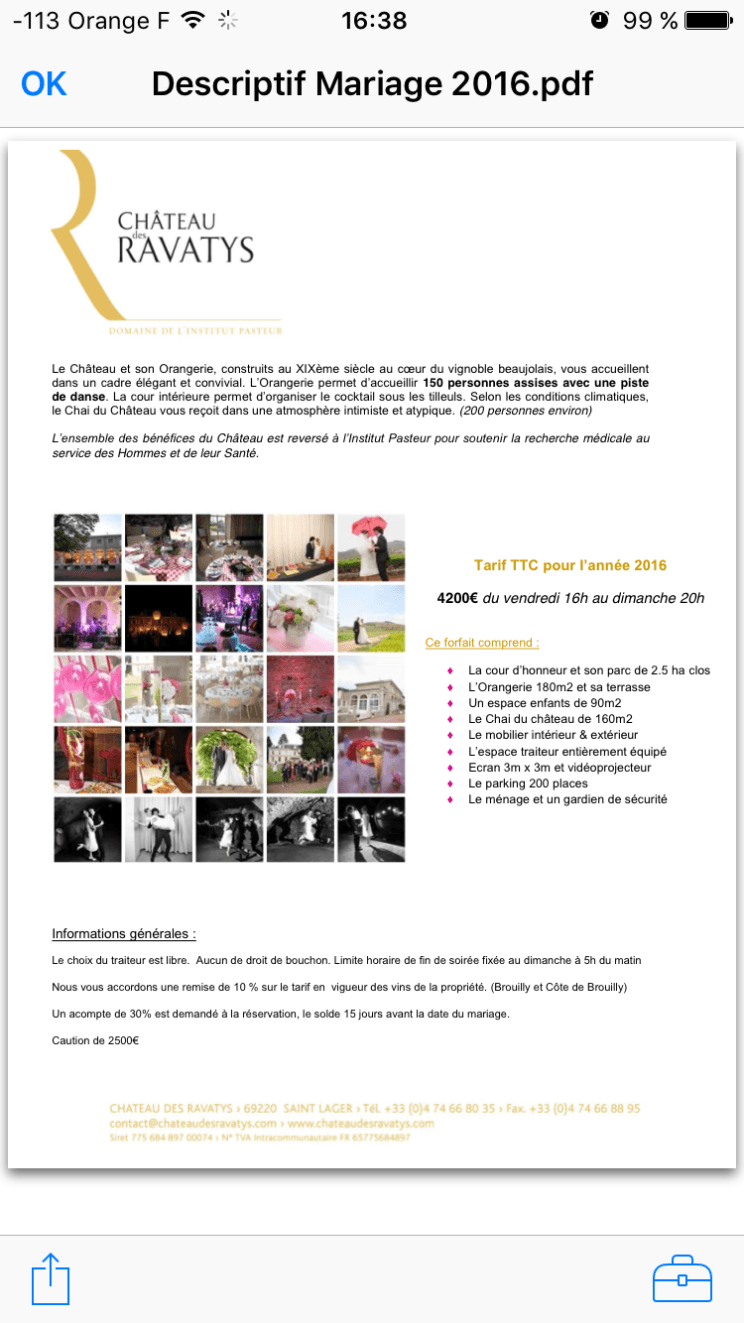 -113 Orange F 16:38 99 %
OK Descriptif Mariage 2016.pdf
R
CHÂTEAU
des
RAVATYS
DOMAINE DE L'INSTITUT PASTEUR
Le Château et son Orangerie, construits au XIXème siècle au cœur du vignoble beaujolais, vous accueillent
dans un cadre élégant et convivial. L'Orangerie permet d'accueillir 150 personnes assises avec une piste
de danse. La cour intérieure permet d'organiser le cocktail sous les tilleuls. Selon les conditions climatiques,
le Chai du Château vous reçoit dans une atmosphère intimiste et atypique. (200 personnes environ)
L'ensemble des bénéfices du Château est reversé à l'Institut Pasteur pour soutenir la recherche médicale au
service des Hommes et de leur Santé.
Tarif TTC pour l'année 2016
4200€ du vendredi 16h au dimanche 20h
Ce forfait comprend :
♦ La cour d'honneur et son parc de 2.5 ha clos
♦ L'Orangerie 180m2 et sa terrasse
♦ Un espace enfants de 90m2
♦ Le Chai du château de 160m2
♦ Le mobilier intérieur & extérieur
♦ L'espace traiteur entièrement équipé
♦ Ecran 3m x 3m et vidéoprojecteur
♦ Le parking 200 places
♦ Le ménage et un gardien de sécurité
Informations générales :
Le choix du traiteur est libre. Aucun de droit de bouchon. Limite horaire de fin de soirée fixée au dimanche à 5h du matin
Nous vous accordons une remise de 10 % sur le tarif en vigueur des vins de la propriété. (Brouilly et Côte de Brouilly)
Un acompte de 30% est demandé à la réservation, le solde 15 jours avant la date du mariage.
Caution de 2500€
CHATEAU DES RAVATYS › 69220 SAINT LAGER › Tél. +33 (0)4 74 66 80 35 › Fax. +33 (0)4 74 66 88 95
contact@chateaudesravatys.com › www.chateaudesravatys.com
Siret 775 684 897 00074 › N° TVA Intracommunautaire FR 65775684897